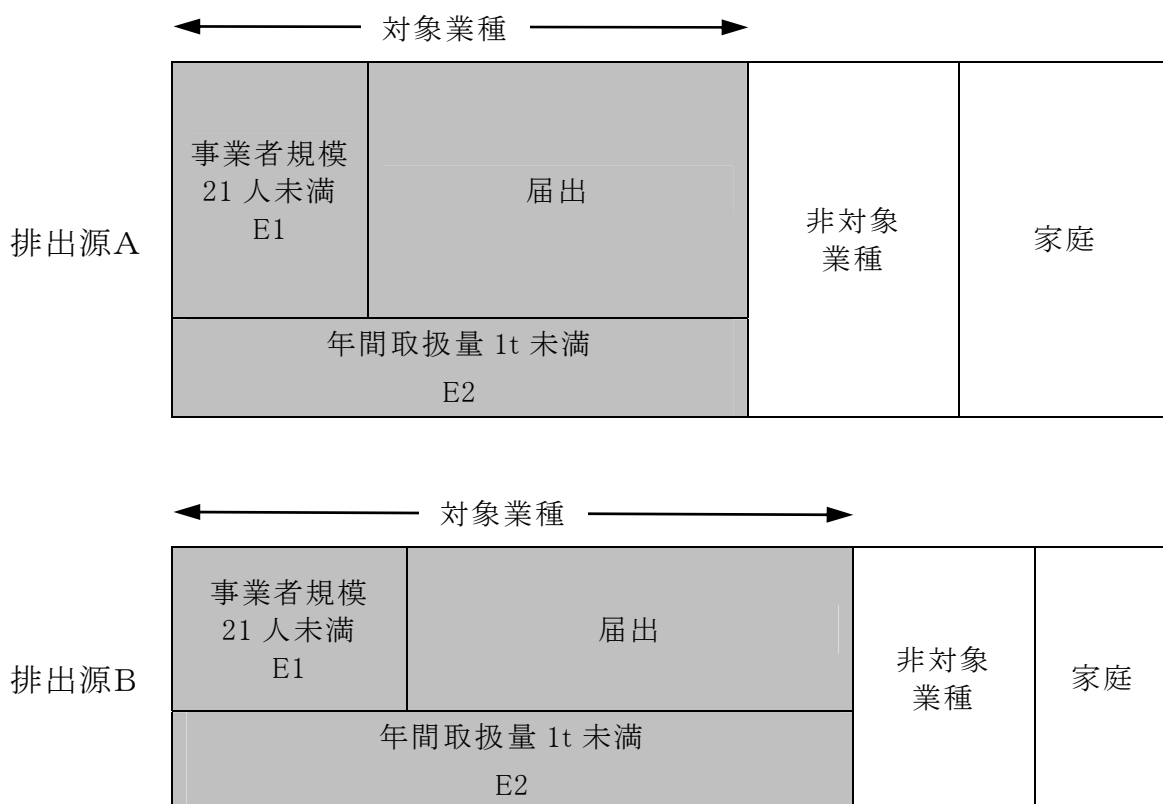 対象業種
排出源A
事業者規模
21 人未満
E1
届出
非対象
業種
家庭
年間取扱量 1t 未満
E2
対象業種
排出源B
事業者規模
21 人未満
E1
届出
非対象
業種
家庭
年間取扱量 1t 未満
E2